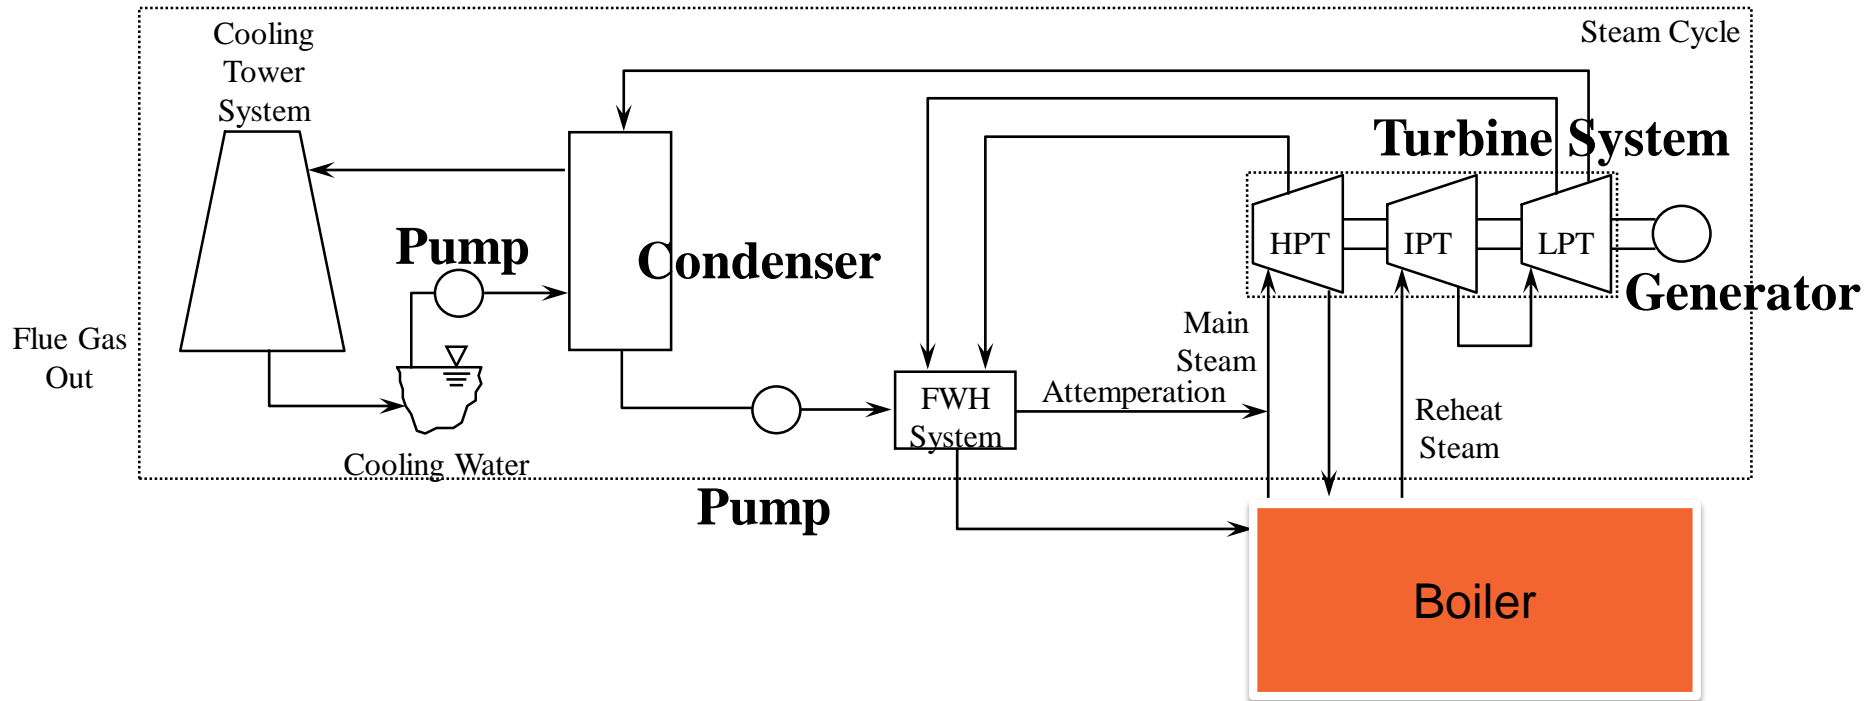 Cooling
Tower
System
Steam Cycle
Turbine System
Pump
Condenser
HPT
IPT
LPT
Generator
Flue Gas
Out
Main
Steam
FWH
System
Attemperation
Reheat
Steam
Cooling Water
Pump
Boiler